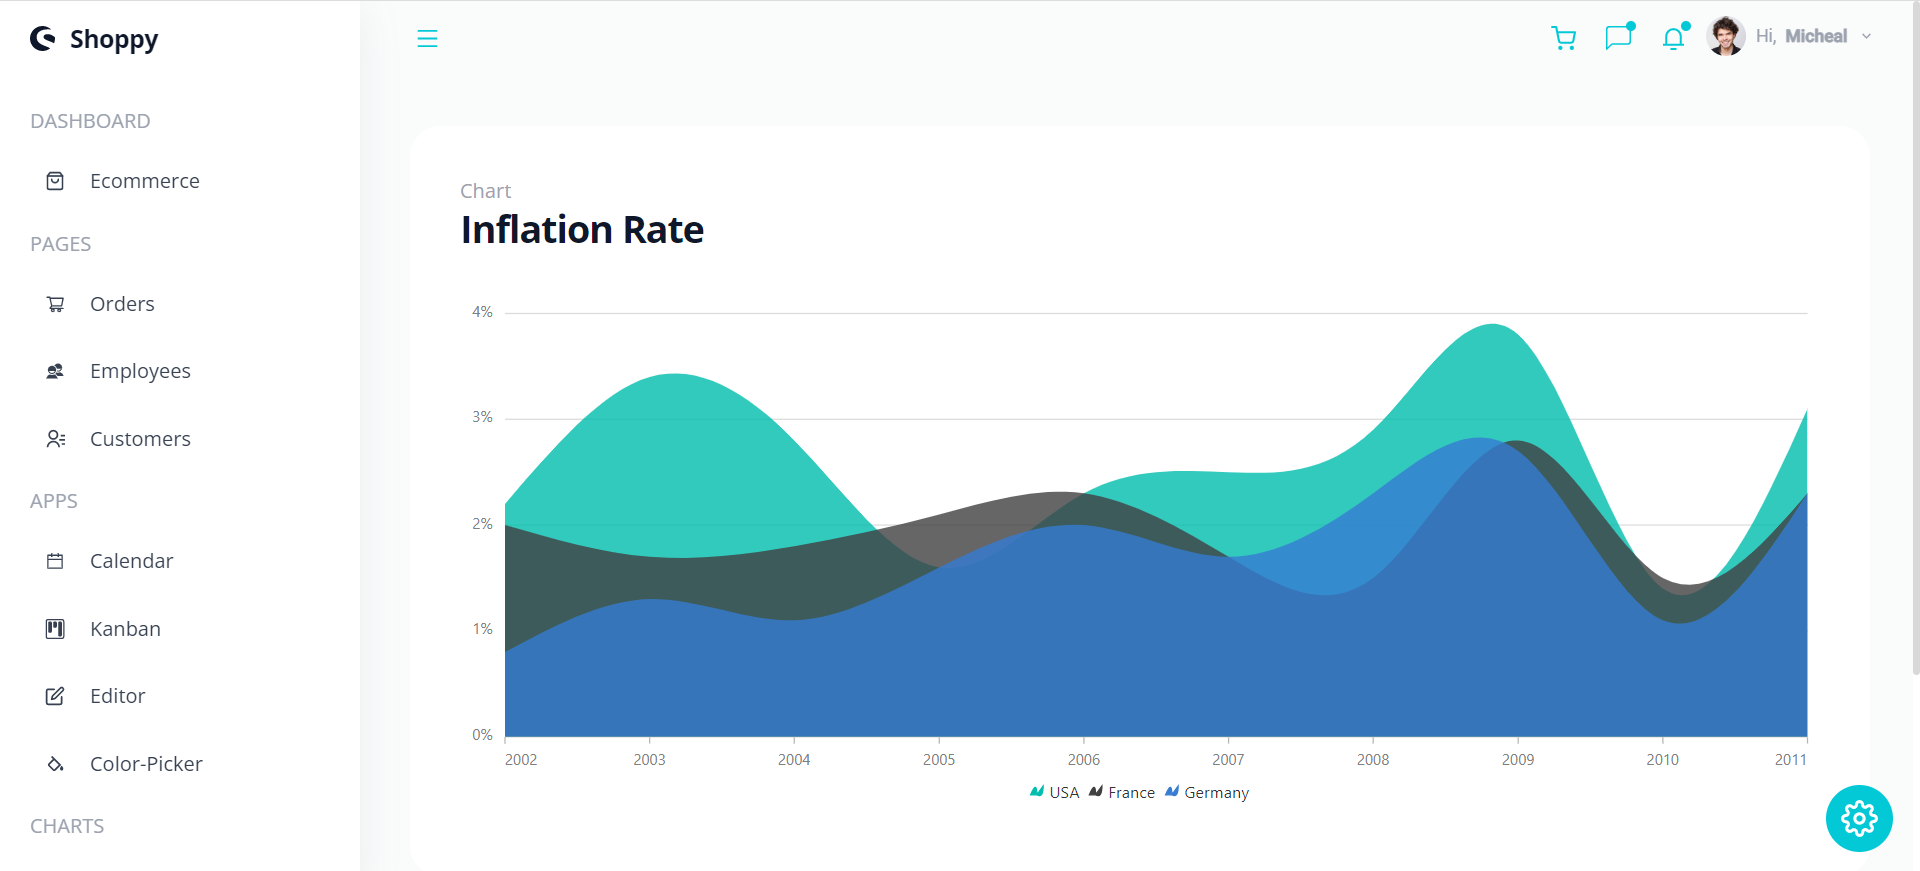 Shoppy
Hi, Micheal
DASHBOARD
Ecommerce
PAGES
Orders
Employees
Customers
APPS
Calendar
Kanban
Editor
Color-Picker
CHARTS
Chart
Inflation Rate
4%
3%
2%
1%
0%
2002 2003 2004 2005 2006 2007 2008 2009 2010 2011
USA France Germany